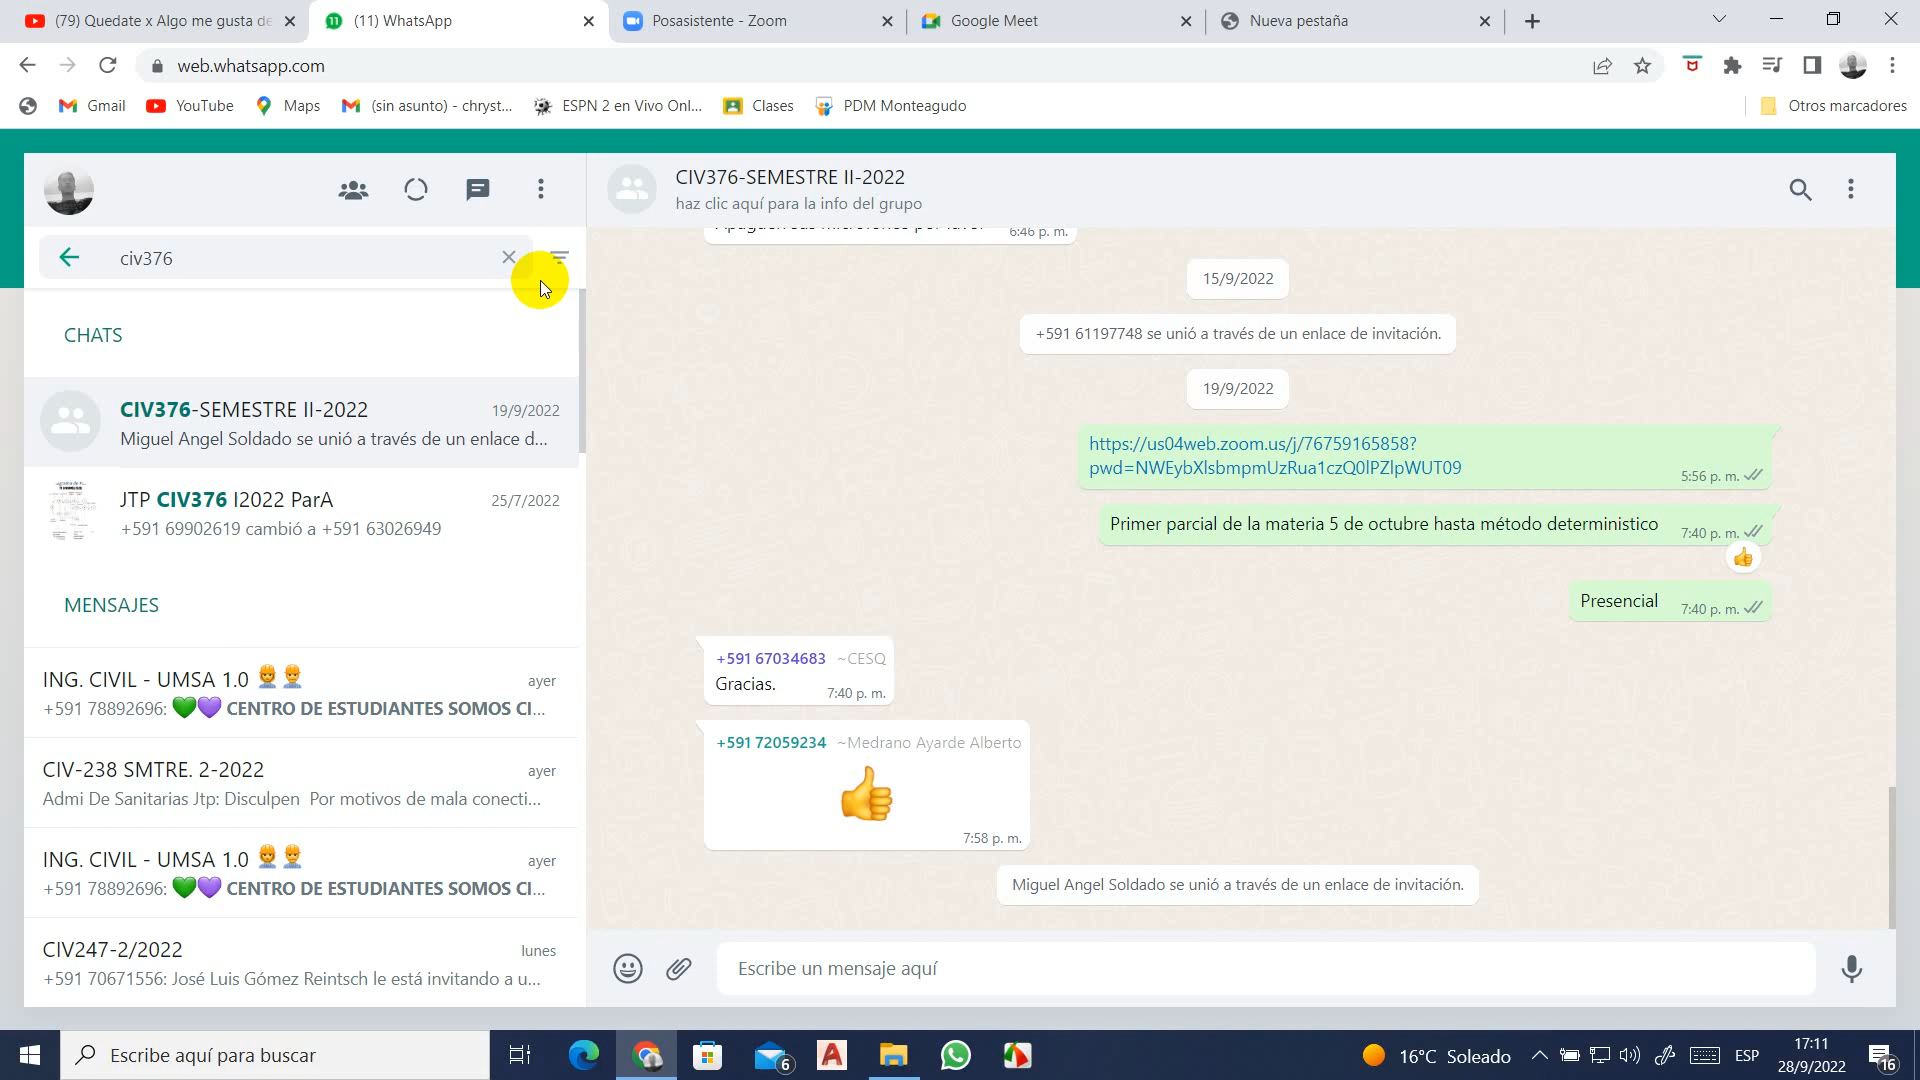 (79) Quedate x Algo me gusta de
(11) WhatsApp
Posasistente - Zoom
Google Meet
Nueva pestaña
web.whatsapp.com
Gmail
YouTube
Maps
(sin asunto) - chryst...
ESPN 2 en Vivo Onl...
Clases
PDM Monteagudo
Otros marcadores
CIV376-SEMESTRE II-2022
haz clic aquí para la info del grupo
civ376
CHATS
CIV376-SEMESTRE II-2022
19/9/2022
Miguel Angel Soldado se unió a través de un enlace d...
JTP CIV376 I2022 ParA
25/7/2022
+591 69902619 cambió a +591 63026949
MENSAJES
ING. CIVIL - UMSA 1.0 👷👷
ayer
+591 78892696: 💚💜 CENTRO DE ESTUDIANTES SOMOS CI...
CIV-238 SMTRE. 2-2022
ayer
Admi De Sanitarias Jtp: Disculpen Por motivos de mala conecti...
ING. CIVIL - UMSA 1.0 👷👷
ayer
+591 78892696: 💚💜 CENTRO DE ESTUDIANTES SOMOS CI...
CIV247-2/2022
lunes
+591 70671556: José Luis Gómez Reintsch le está invitando a u...
6:46 p. m.
15/9/2022
+591 61197748 se unió a través de un enlace de invitación.
19/9/2022
https://us04web.zoom.us/j/76759165858?
pwd=NWEybXlsbmpmUzRua1czQ0lPZlpWUT09
5:56 p. m.
Primer parcial de la materia 5 de octubre hasta método deterministico
7:40 p. m.
👍
Presencial
7:40 p. m.
+591 67034683 ~CESQ
Gracias.
7:40 p. m.
+591 72059234 ~Medrano Ayarde Alberto
👍
7:58 p. m.
Miguel Angel Soldado se unió a través de un enlace de invitación.
Escribe un mensaje aquí
Escribe aquí para buscar
6
16°C Soleado
ESP
17:11
28/9/2022
16